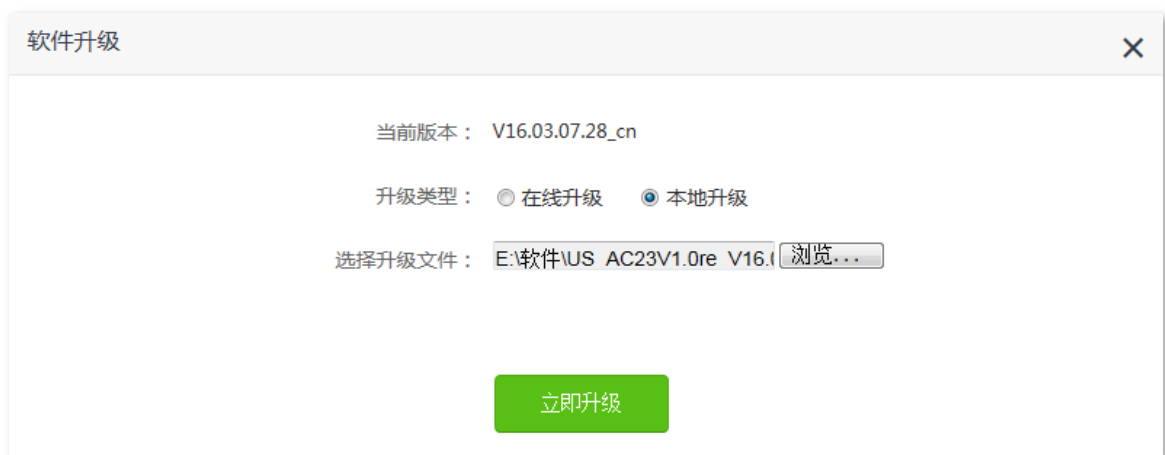 软件升级
当前版本： V16.03.07.28_cn
升级类型： 在线升级 本地升级
选择升级文件： E:\软件\US_AC23V1.0re_V16.( 浏览...
立即升级